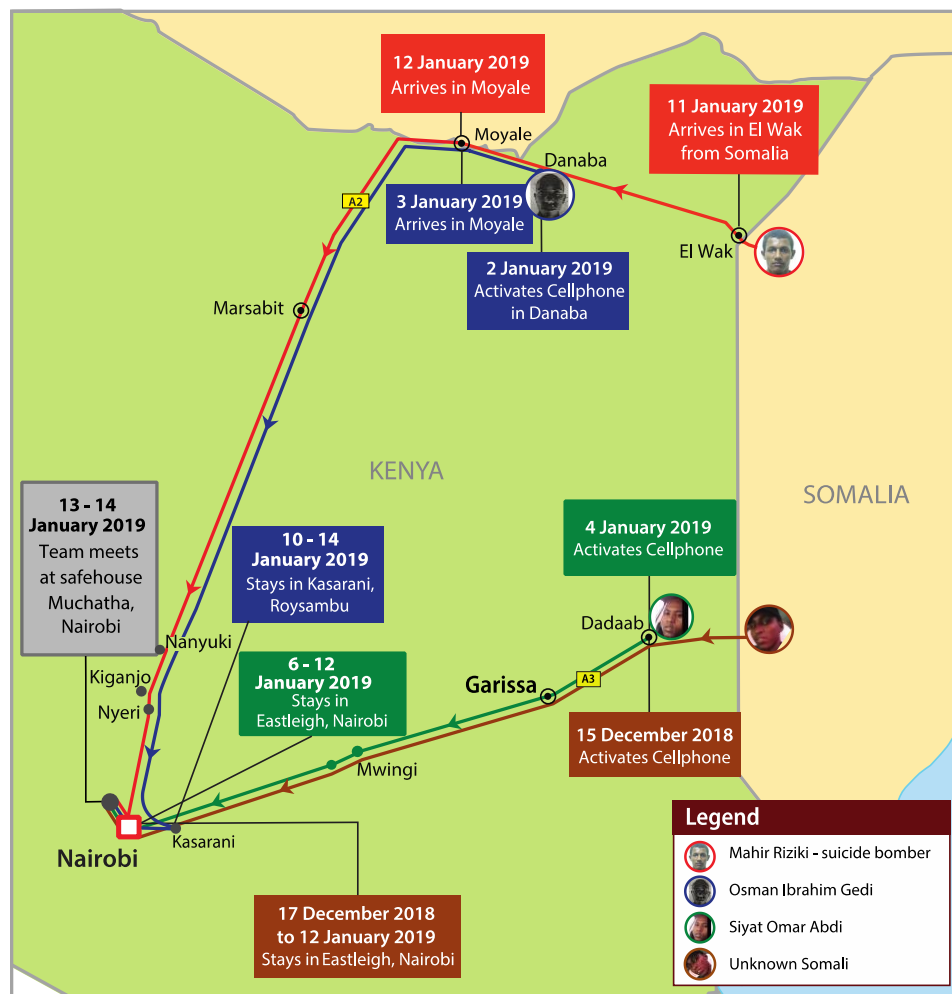 12 January 2019
Arrives in Moyale
11 January 2019
Arrives in El Wak
from Somalia
Moyale
Danaba
A2
3 January 2019
Arrives in Moyale
El Wak
2 January 2019
Activates Cellphone
in Danaba
Marsabit
KENYA
SOMALIA
13 - 14
January 2019
Team meets
at safehouse
Muchatha,
Nairobi
10 - 14
January 2019
Stays in Kasarani,
Roysambu
4 January 2019
Activates Cellphone
Dadaab
Nanyuki
6 - 12
January 2019
Stays in
Eastleigh, Nairobi
Kiganjo
Nyeri
Garissa
A3
15 December 2018
Activates Cellphone
Mwingi
Kasarani
Nairobi
17 December 2018
to 12 January 2019
Stays in Eastleigh, Nairobi
Legend
Mahir Riziki - suicide bomber
Osman Ibrahim Gedi
Siyat Omar Abdi
Unknown Somali